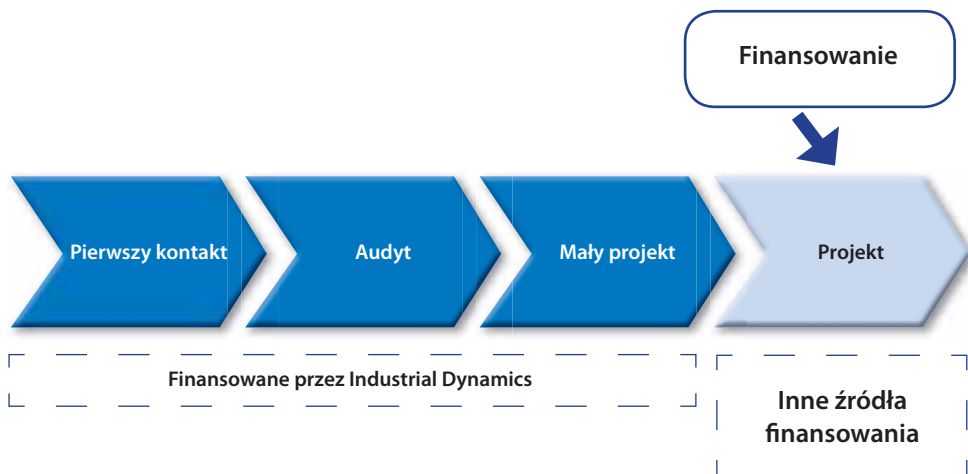 Finansowanie
Pierwszy kontakt
Audyt
Mały projekt
Projekt
Finansowane przez Industrial Dynamics
Inne źródła
finansowania